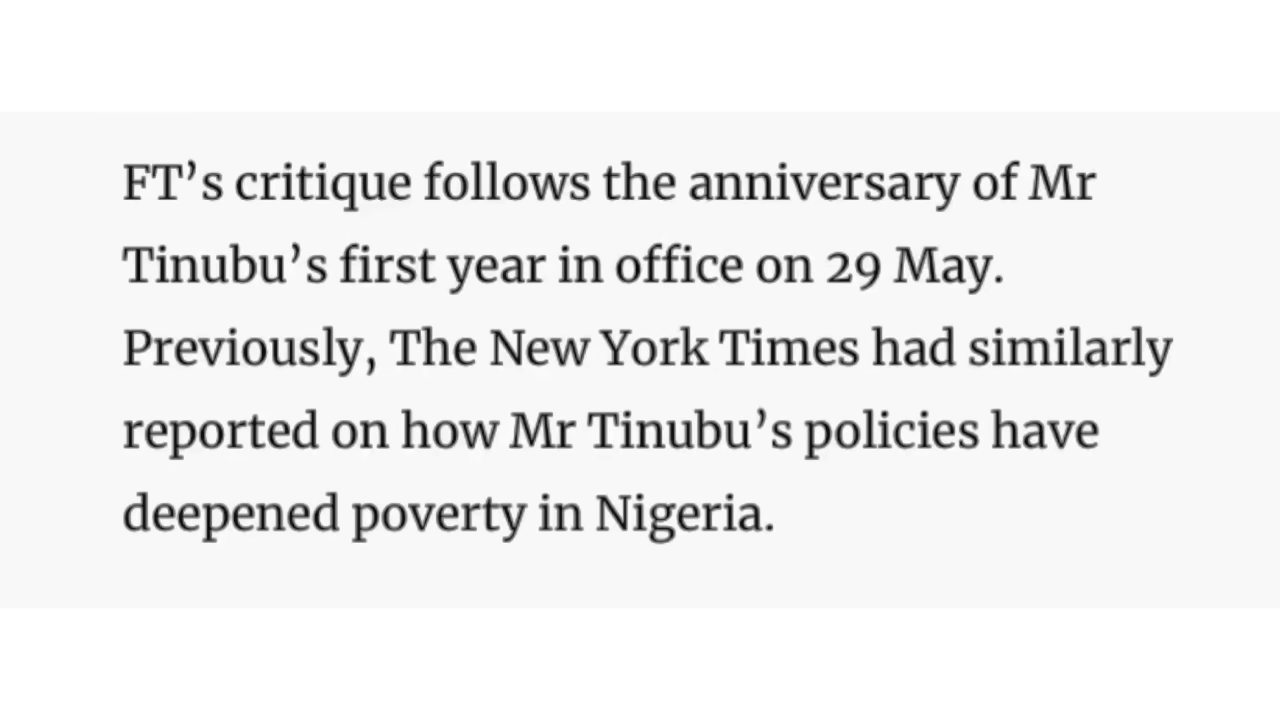 FT’s critique follows the anniversary of Mr
Tinubu’s first year in office on 29 May.
Previously, The New York Times had similarly
reported on how Mr Tinubu’s policies have
deepened poverty in Nigeria.